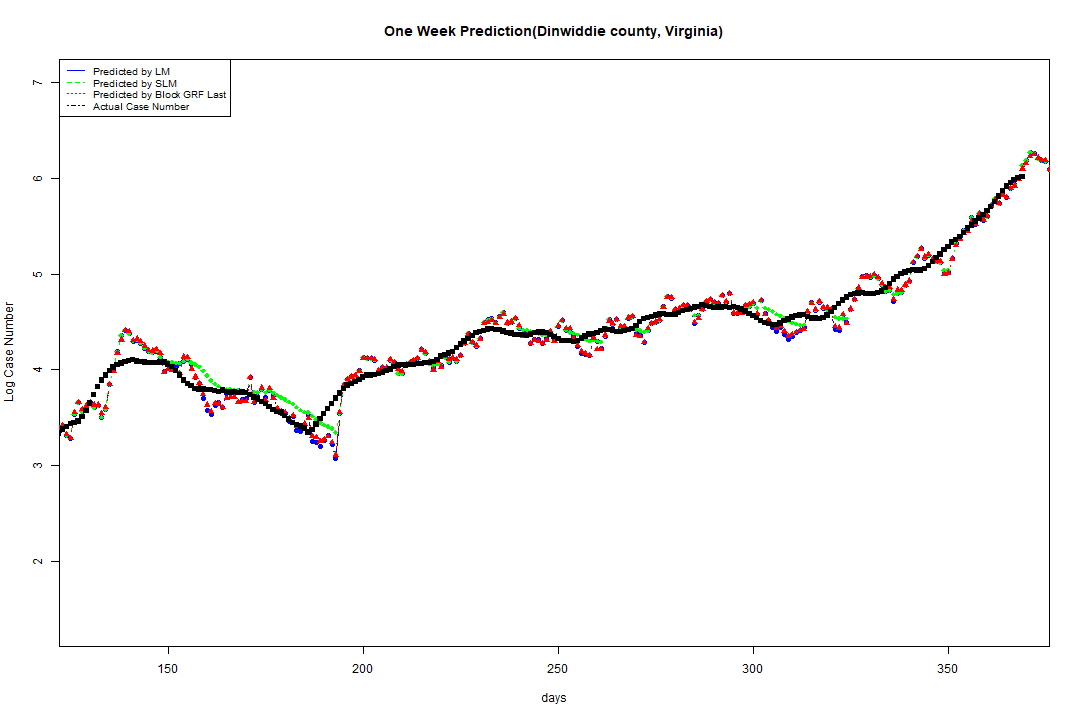 One Week Prediction(Dinwiddie county, Virginia)
Predicted by LM
Predicted by SLM
Predicted by Block GRF Last
Actual Case Number
Log Case Number
7
6
5
4
3
2
150
200
250
300
350
days